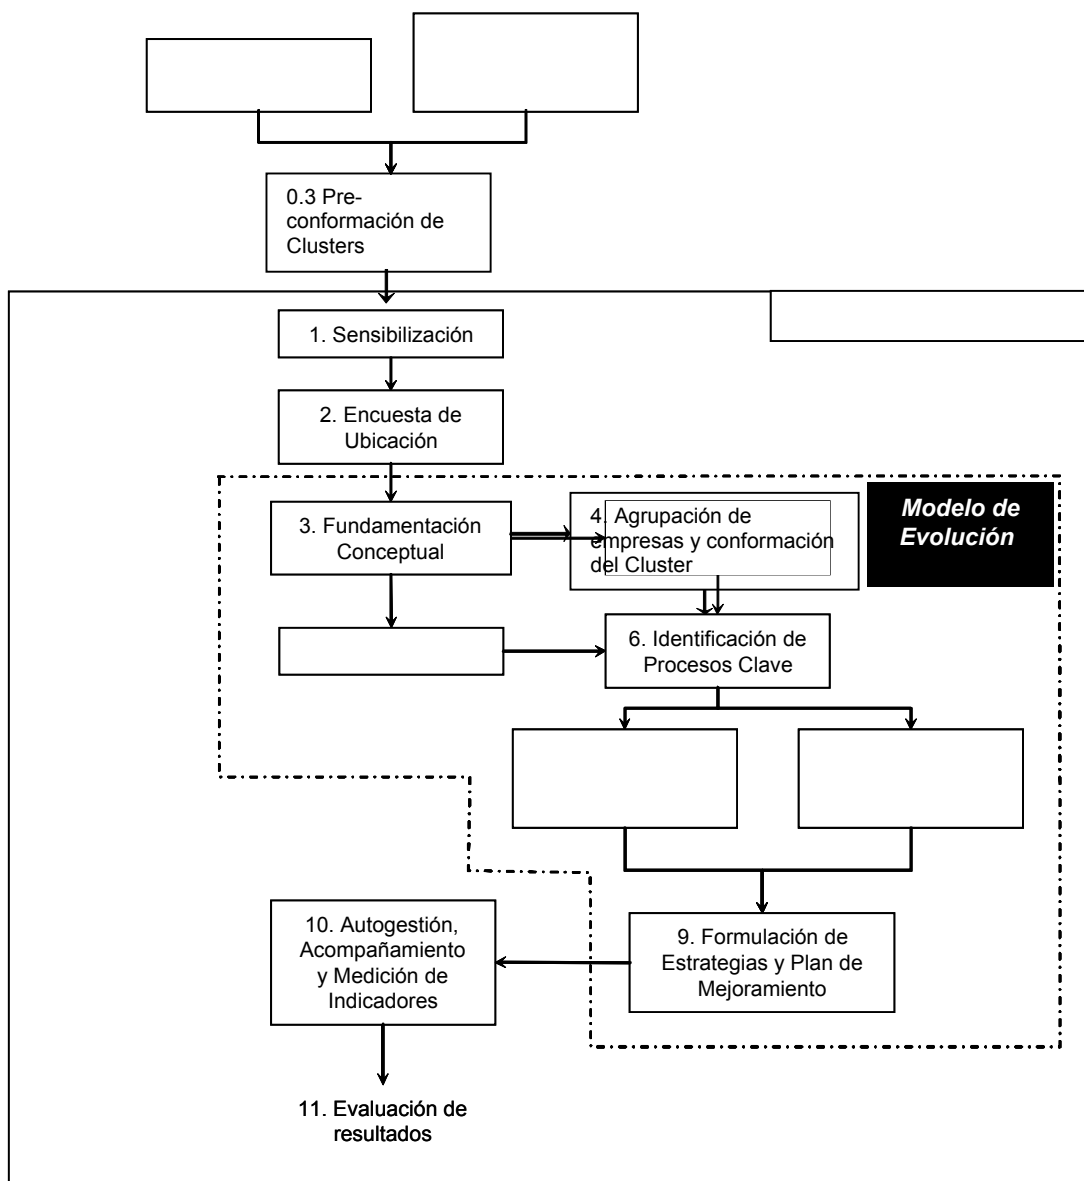 0.3 Pre-
conformación de
Clusters
1. Sensibilización
2. Encuesta de
Ubicación
3. Fundamentación
Conceptual
4. Agrupación de
empresas y conformación
del Cluster
Modelo de
Evolución
6. Identificación de
Procesos Clave
9. Formulación de
Estrategias y Plan de
Mejoramiento
10. Autogestión,
Acompañamiento
y Medición de
Indicadores
11. Evaluación de
resultados